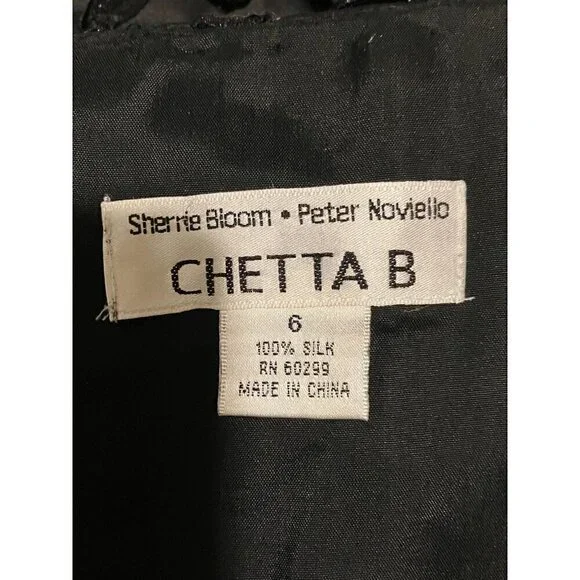 Sherrie Bloom • Peter Noviello
CHETTA B
6
100% SILK
RN 60299
MADE IN CHINA